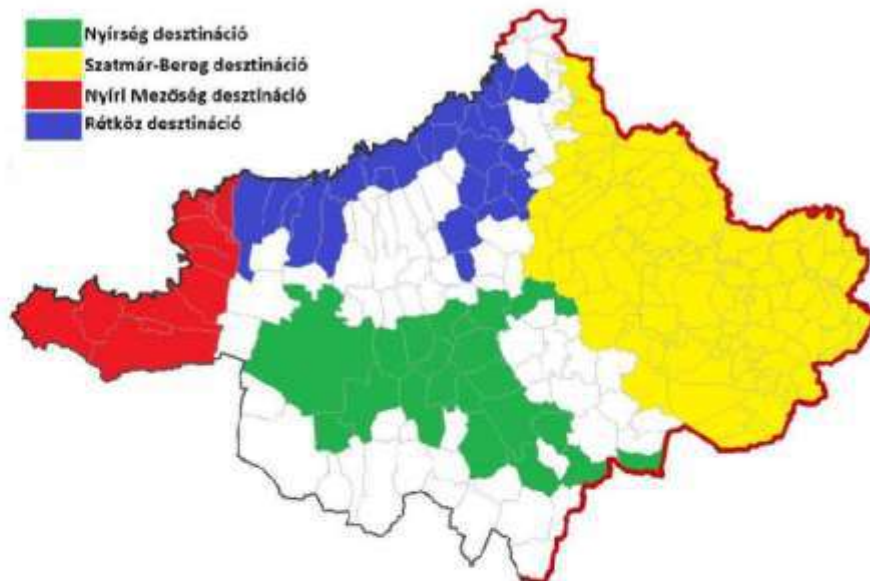 Nyírség desztináció
Szatmár-Bereg desztináció
Nyíri Mezőség desztináció
Rétköz desztináció